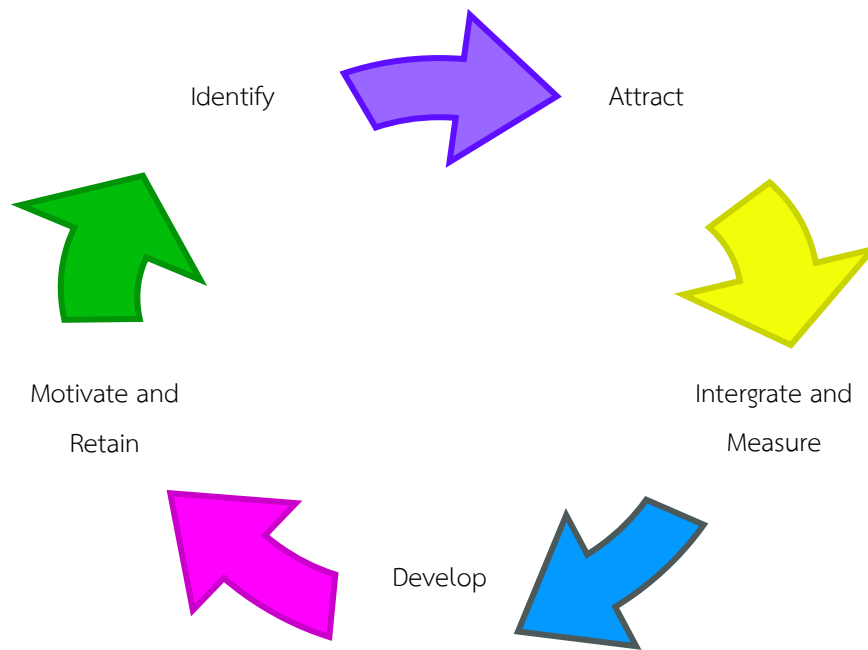 Identify
Attract
Intergrate and
Measure
Develop
Motivate and
Retain